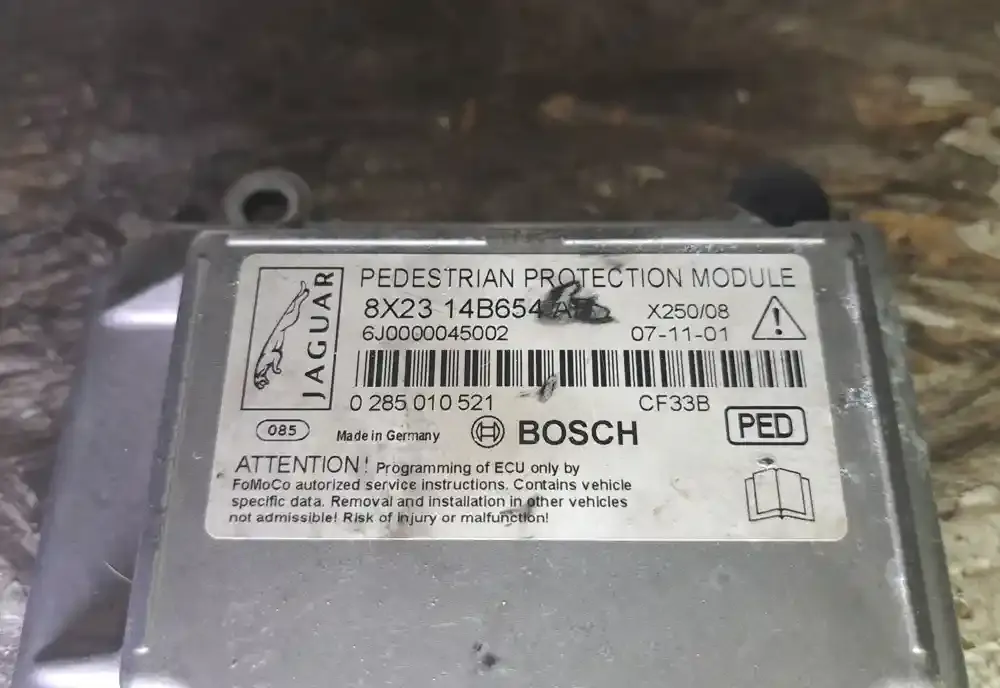 JAGUAR
PEDESTRIAN PROTECTION MODULE
8X23 14B654
X250/08
6J0000045002
07-11-01
0 285 010 521
CF33B
085
Made in Germany
BOSCH
PED
ATTENTION! Programming of ECU only by
FoMoCo autorized service instructions. Contains vehicle
specific data. Removal and installation in other vehicles
not admissible! Risk of injury or malfunction!